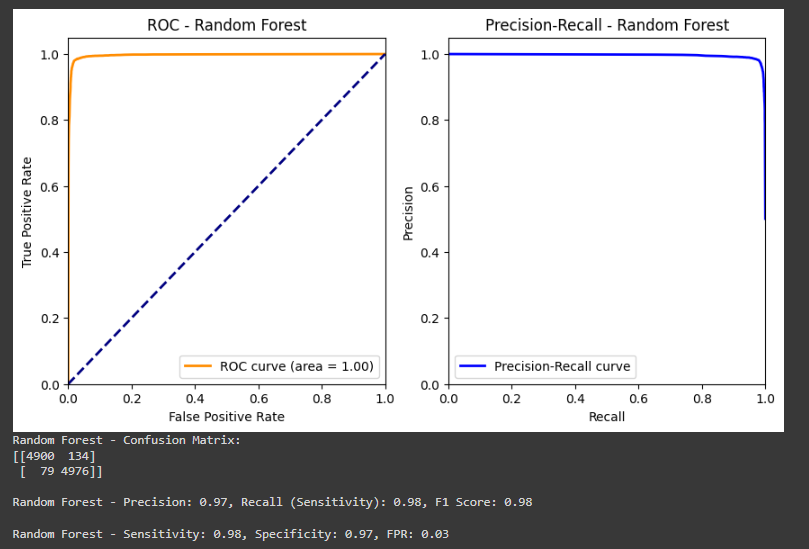 ROC - Random Forest
1.0
0.8
0.6
0.4
0.2
0.0
True Positive Rate
0.0 0.2 0.4 0.6 0.8 1.0
False Positive Rate
ROC curve (area = 1.00)
Precision-Recall - Random Forest
1.0
0.8
0.6
0.4
0.2
0.0
Precision
0.0 0.2 0.4 0.6 0.8 1.0
Recall
Precision-Recall curve
Random Forest - Confusion Matrix:
[[4900  134]
 [  79 4976]]
Random Forest - Precision: 0.97, Recall (Sensitivity): 0.98, F1 Score: 0.98
Random Forest - Sensitivity: 0.98, Specificity: 0.97, FPR: 0.03